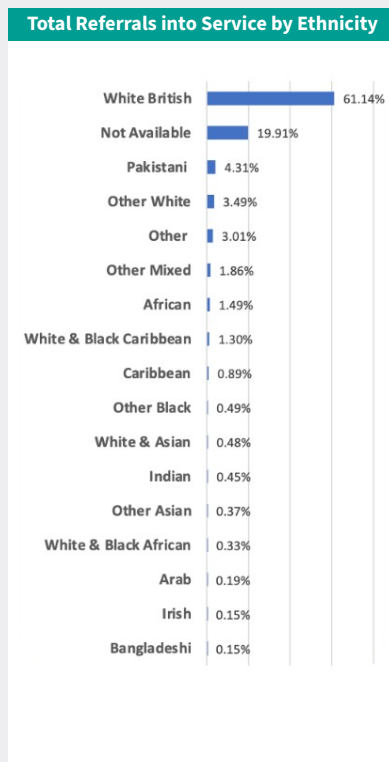 Total Referrals into Service by Ethnicity
White British 61.14%
Not Available 19.91%
Pakistani 4.31%
Other White 3.49%
Other 3.01%
Other Mixed 1.86%
African 1.49%
White & Black Caribbean 1.30%
Caribbean 0.89%
Other Black 0.49%
White & Asian 0.48%
Indian 0.45%
Other Asian 0.37%
White & Black African 0.33%
Arab 0.19%
Irish 0.15%
Bangladeshi 0.15%